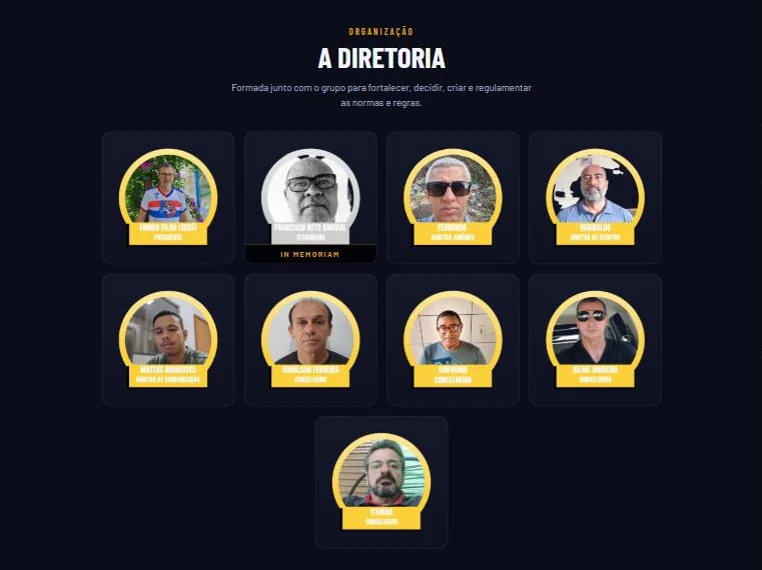 ORGANIZAÇÃO
A DIRETORIA
Formada junto com o grupo para fortalecer, decidir, criar e regulamentar
as normas e regras.
PRESIDENTE
FRANCISCO NETO
TESOUREIRO
FERNANDO
DIRETOR JURÍDICO
REGINALDO
DIRETOR DE EVENTOS
IN MEMORIAM
MATEUS RODRIGUES
DIRETOR DE COMUNICAÇÃO
FERREIRA
CONSELHEIRO
CONSELHEIRO
CONSELHEIRO
CONSELHEIRO